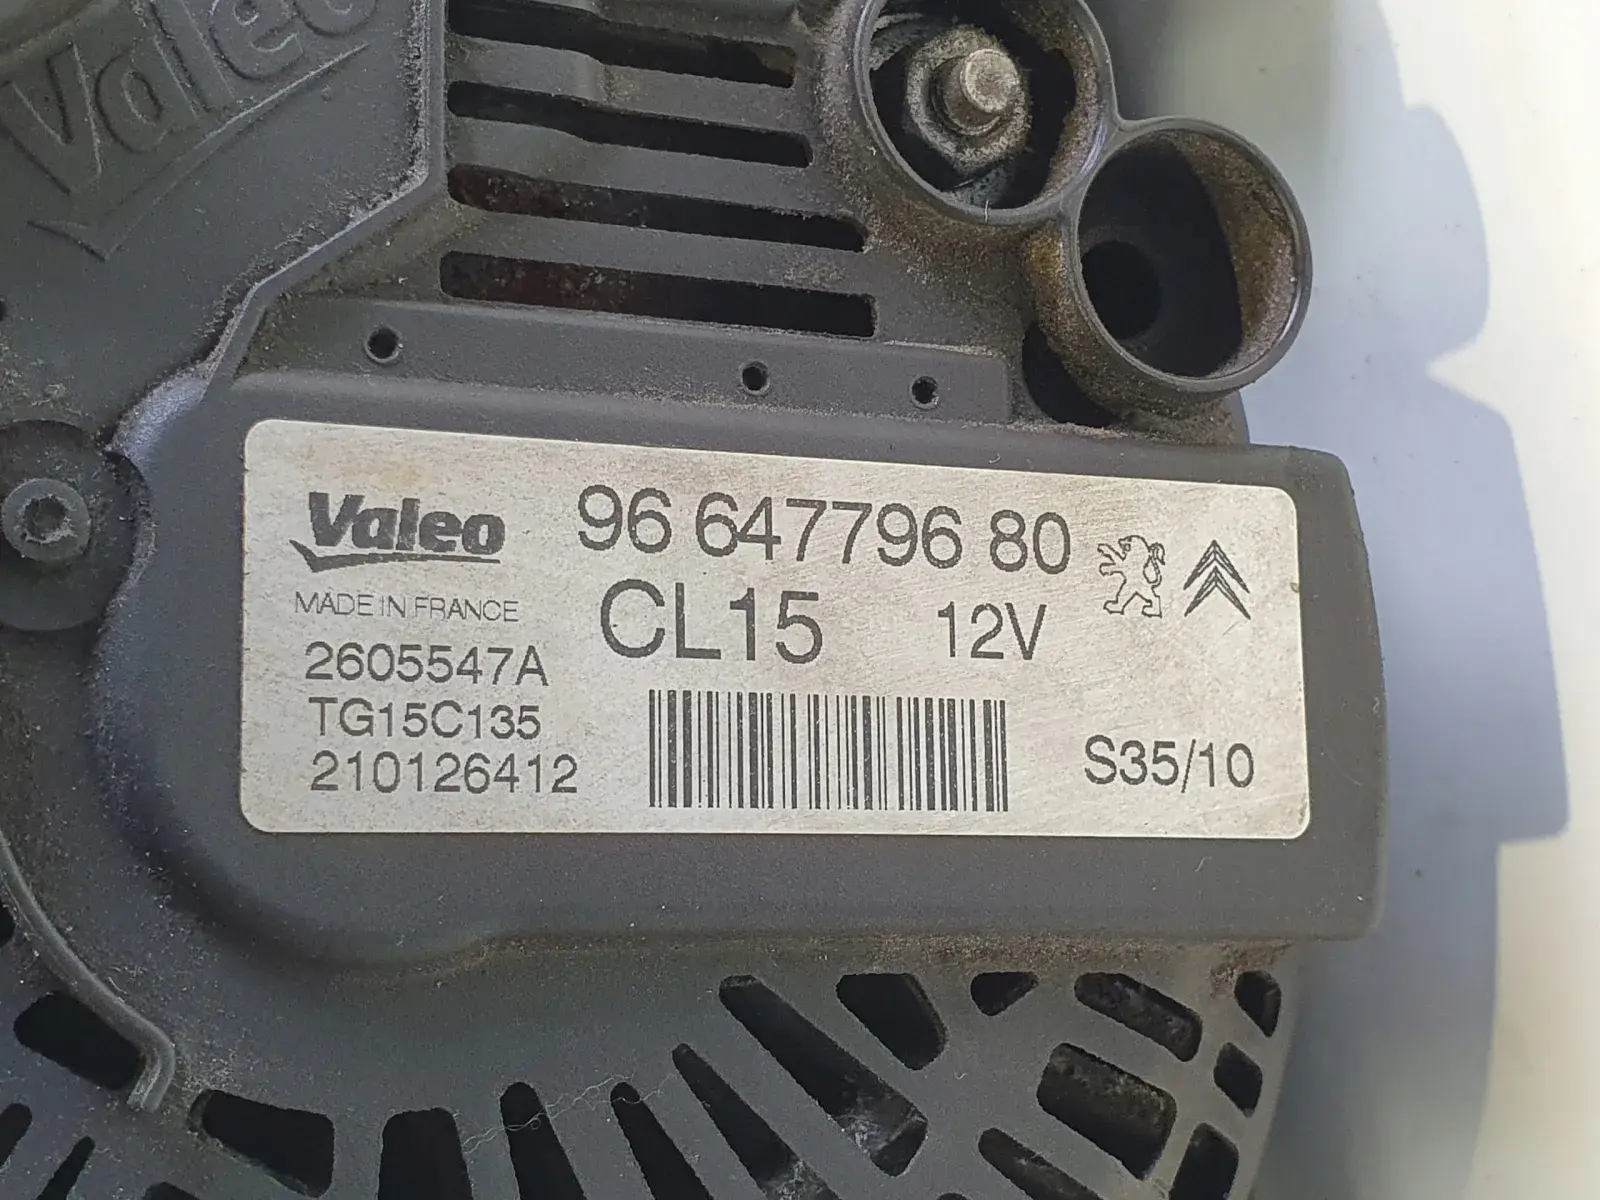 Valeo
Valeo 96 647796 80
MADE IN FRANCE CL15 12V
2605547A
TG15C135
210126412 S35/10